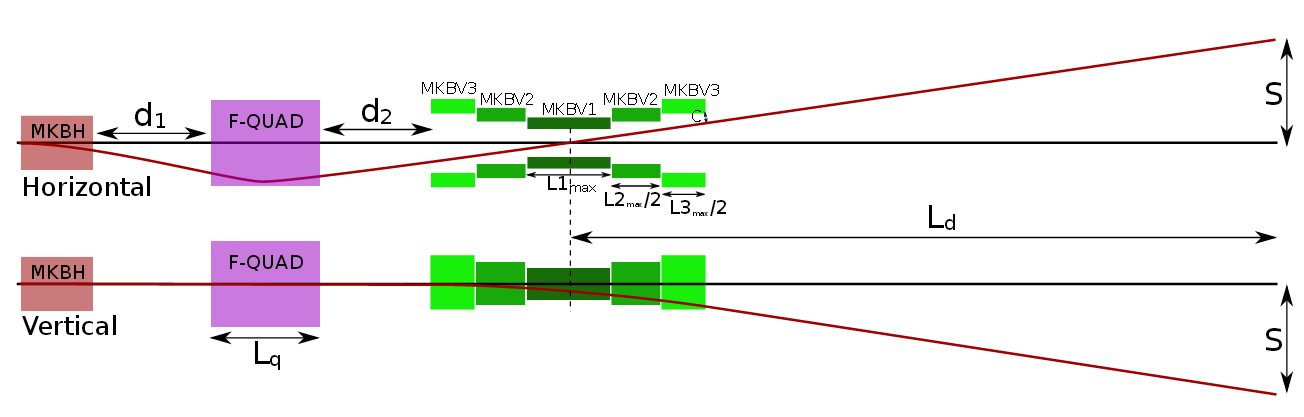 MKBV3
MKBV2
MKBV1
MKBV2
MKBV3
C
S
MKBH
d1
F-QUAD
d2
Horizontal
L1max
L2max/2
L3max/2
Ld
MKBH
F-QUAD
Vertical
Lq
S